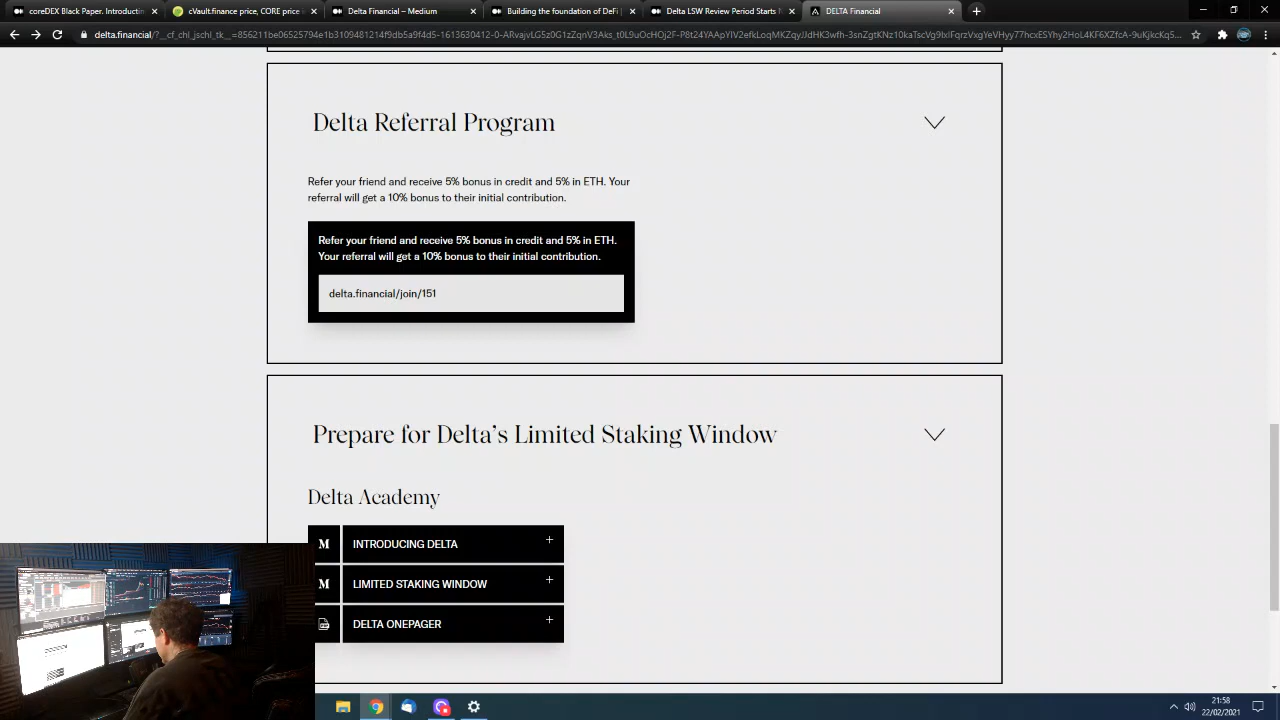 coreDEX Black Paper. Introducti
cVault.finance price, CORE price
Delta Financial – Medium
Building the foundation of DeFi
Delta LSW Review Period Starts
DELTA Financial
delta.financial/?__cf_chl_jschl_tk__=
Delta Referral Program
Refer your friend and receive 5% bonus in credit and 5% in ETH. Your
referral will get a 10% bonus to their initial contribution.
Refer your friend and receive 5% bonus in credit and 5% in ETH.
Your referral will get a 10% bonus to their initial contribution.
delta.financial/join/151
Prepare for Delta’s Limited Staking Window
Delta Academy
M INTRODUCING DELTA +
M LIMITED STAKING WINDOW +
DELTA ONEPAGER +
21:58
22/02/2021